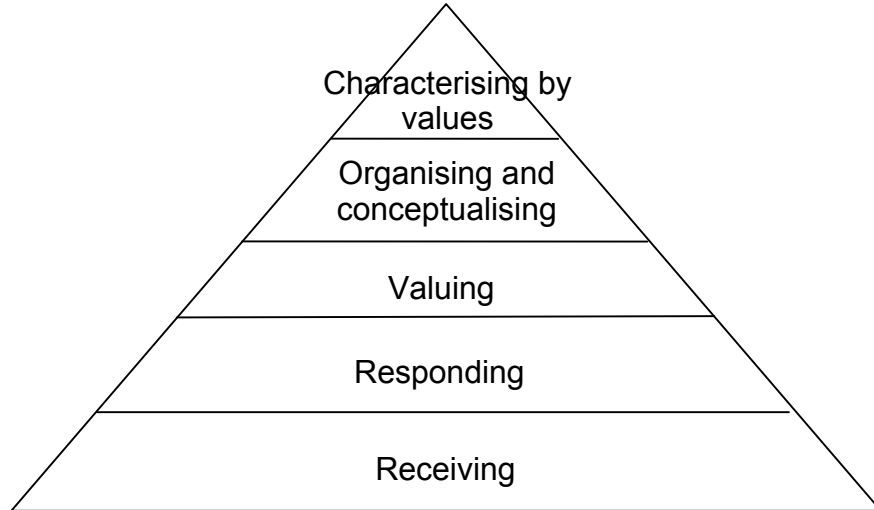 Characterising by
values
Organising and
conceptualising
Valuing
Responding
Receiving